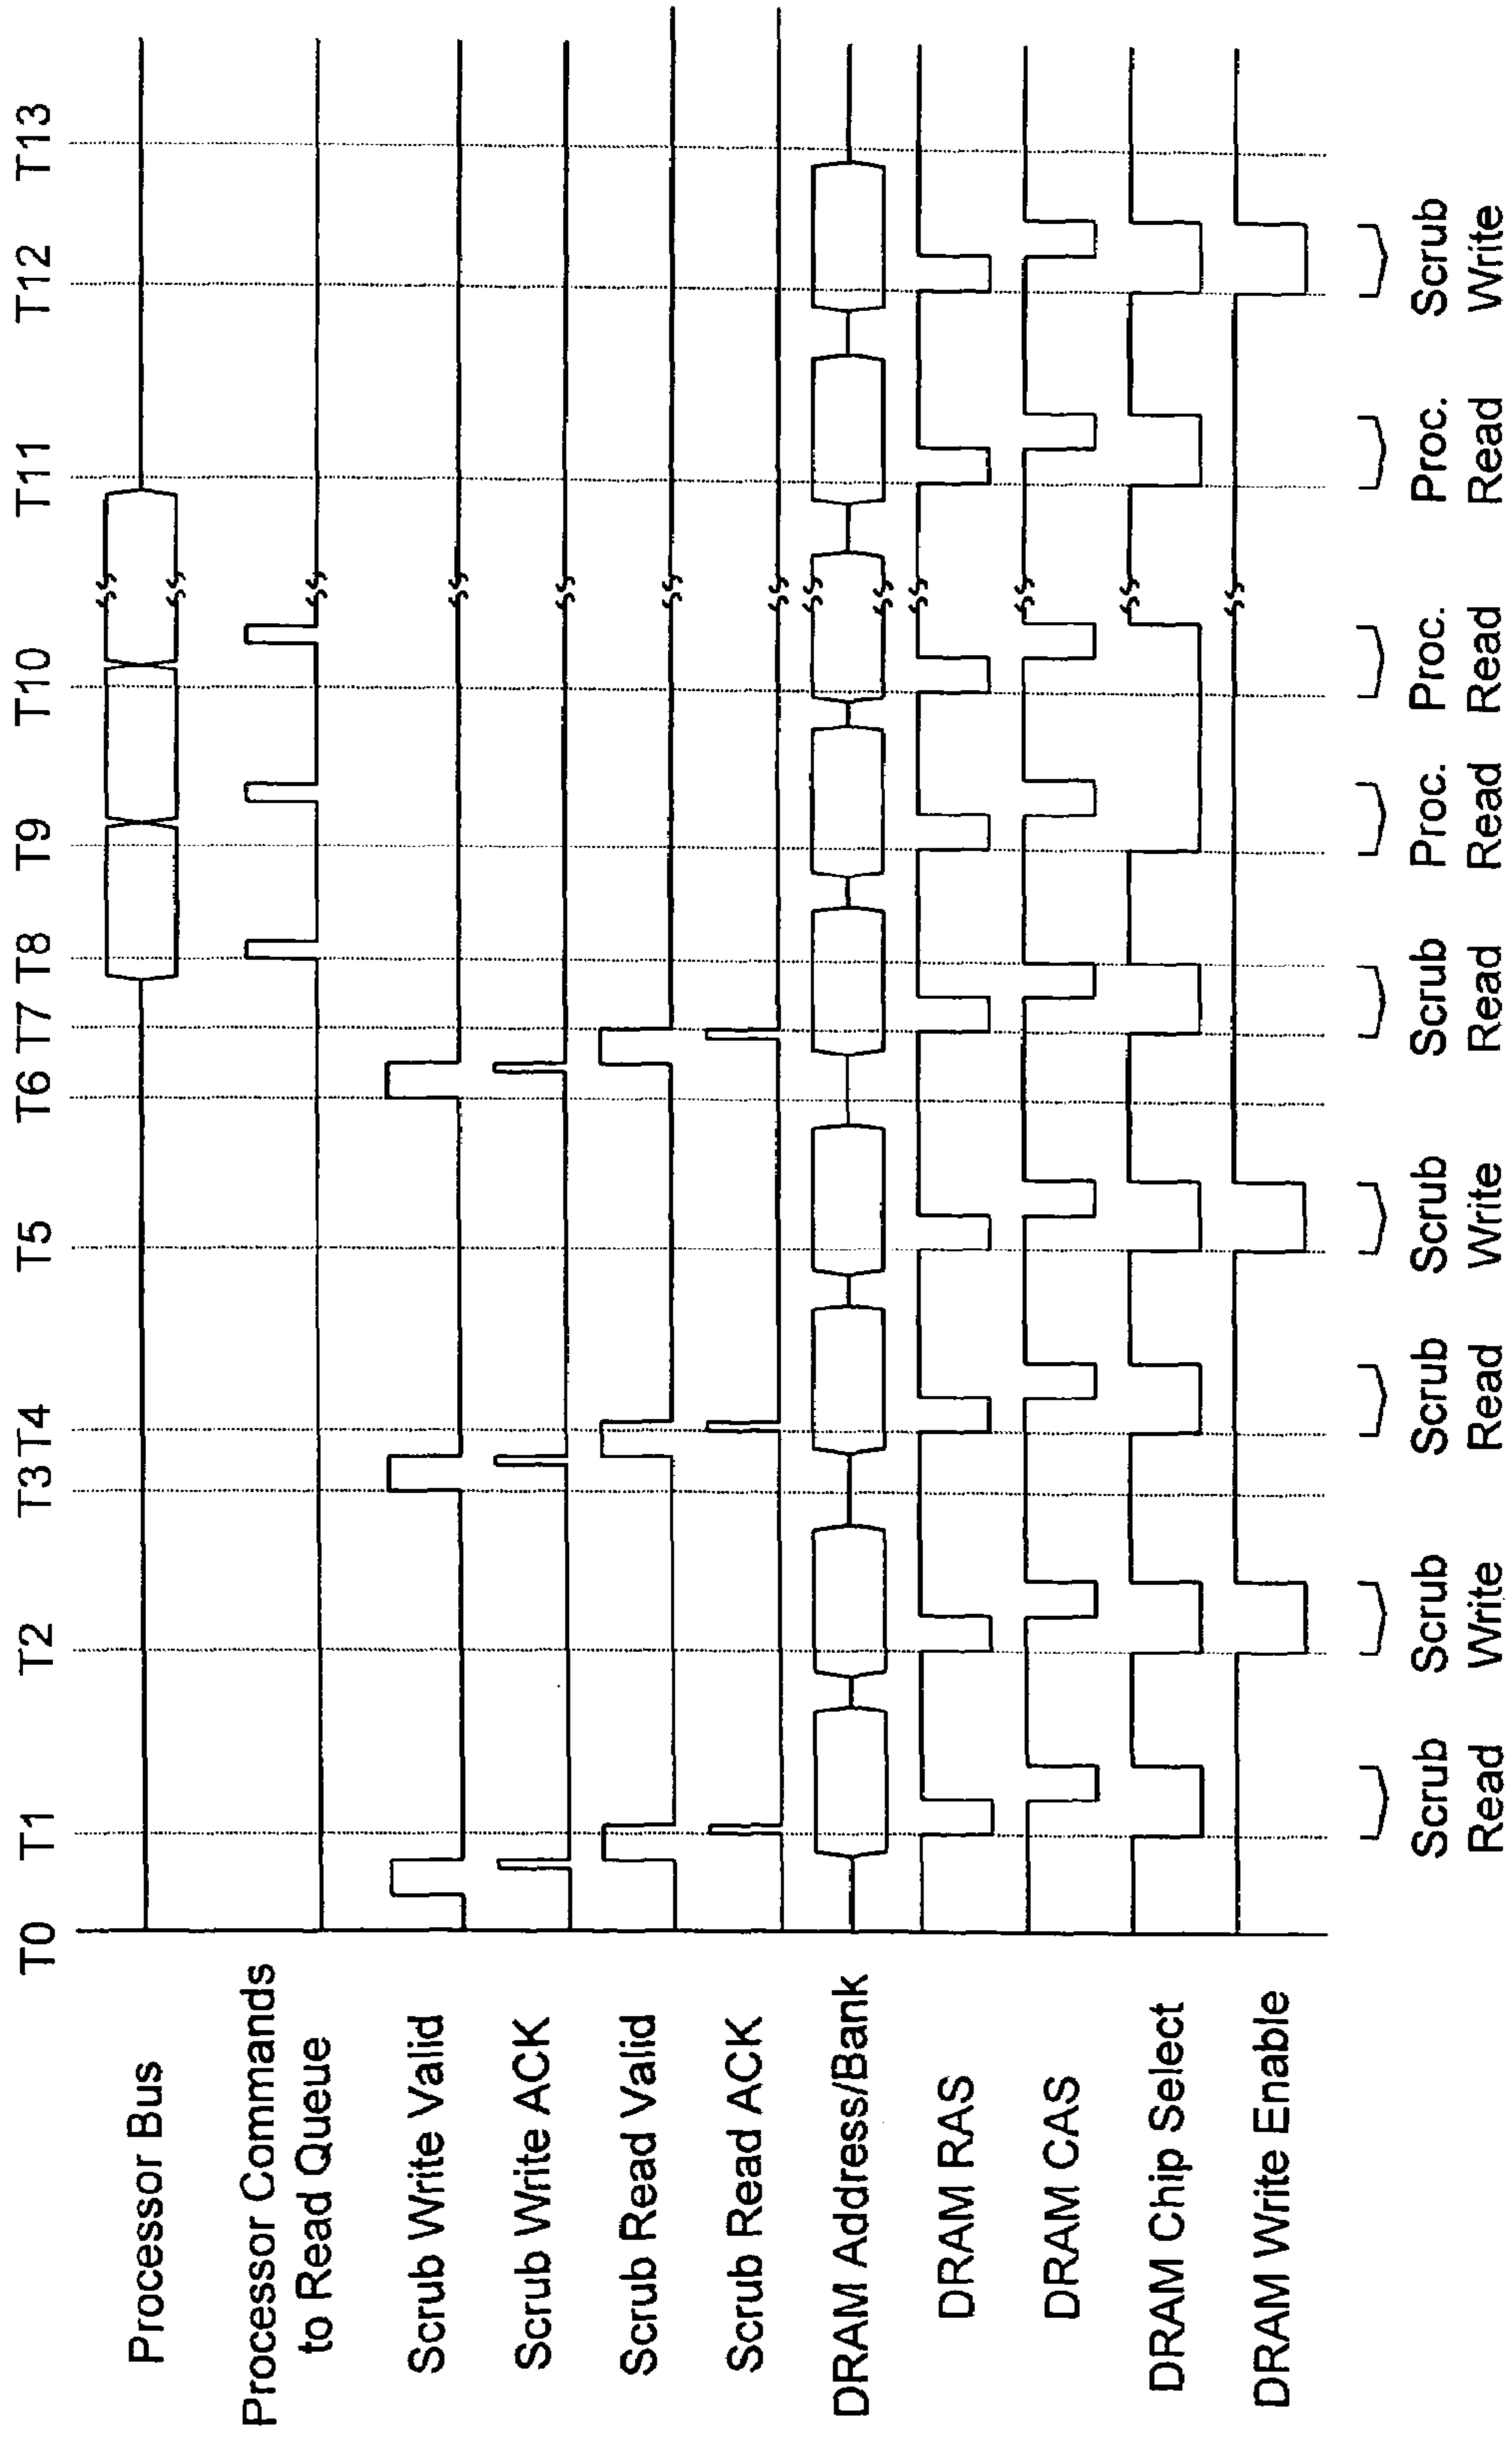 T0 T1 T2 T3 T4 T5 T6 T7 T8 T9 T10 T11 T12 T13
Processor Bus
Processor Commands
to Read Queue
Scrub Write Valid
Scrub Write ACK
Scrub Read Valid
Scrub Read ACK
DRAM Address/Bank
DRAM RAS
DRAM CAS
DRAM Chip Select
DRAM Write Enable
Scrub Scrub Scrub Scrub Scrub Proc. Proc. Proc. Scrub
Read Write Read Write Read Read Read Read Write